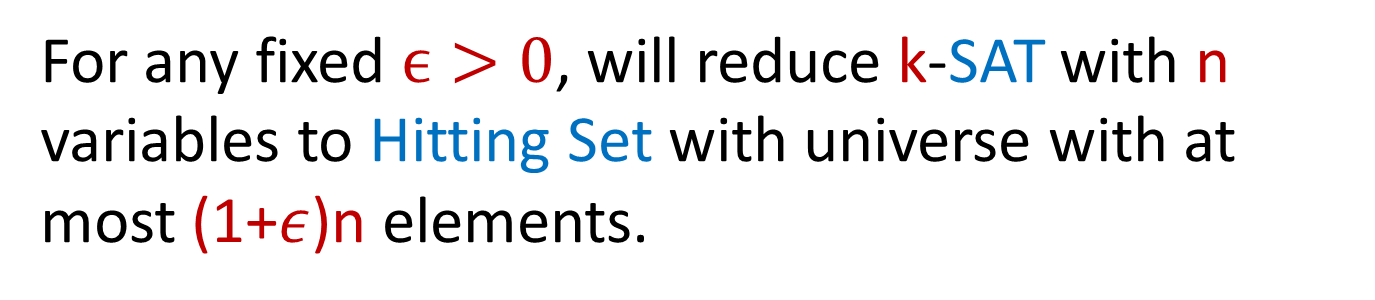 For any fixed ϵ > 0, will reduce k-SAT with n
variables to Hitting Set with universe with at
most (1+ϵ)n elements.